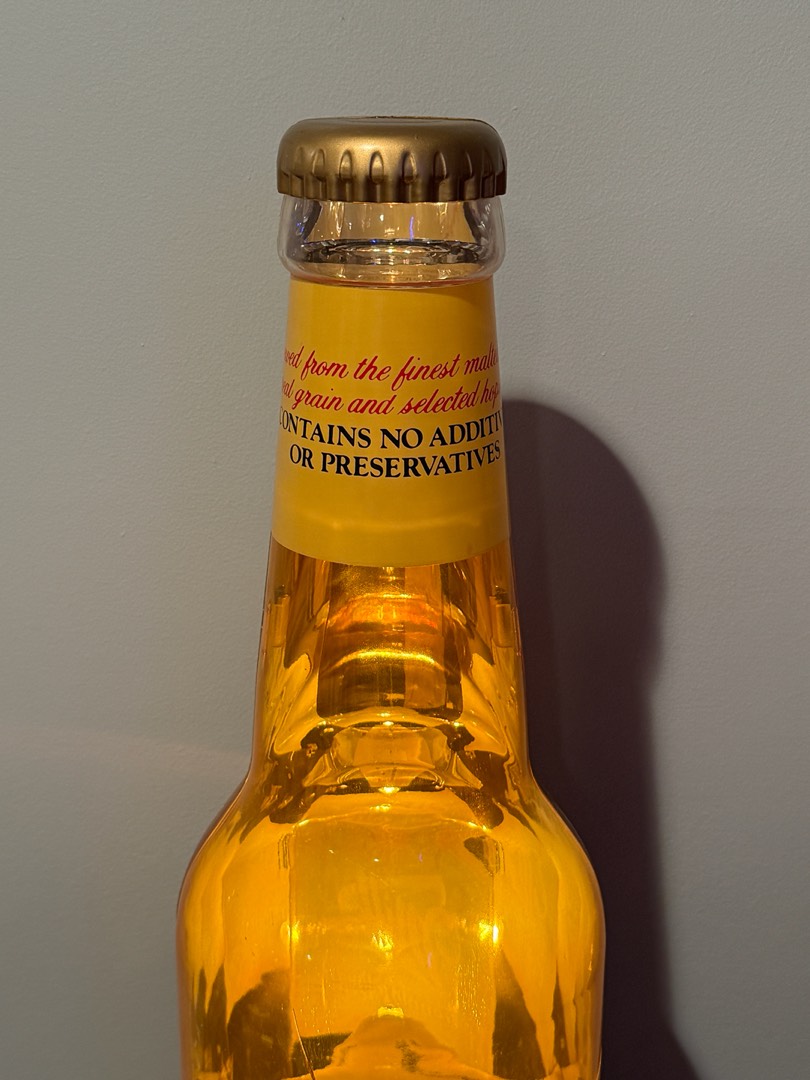 from the finest
grain and selected
CONTAINS NO
OR PRESERVATIVES